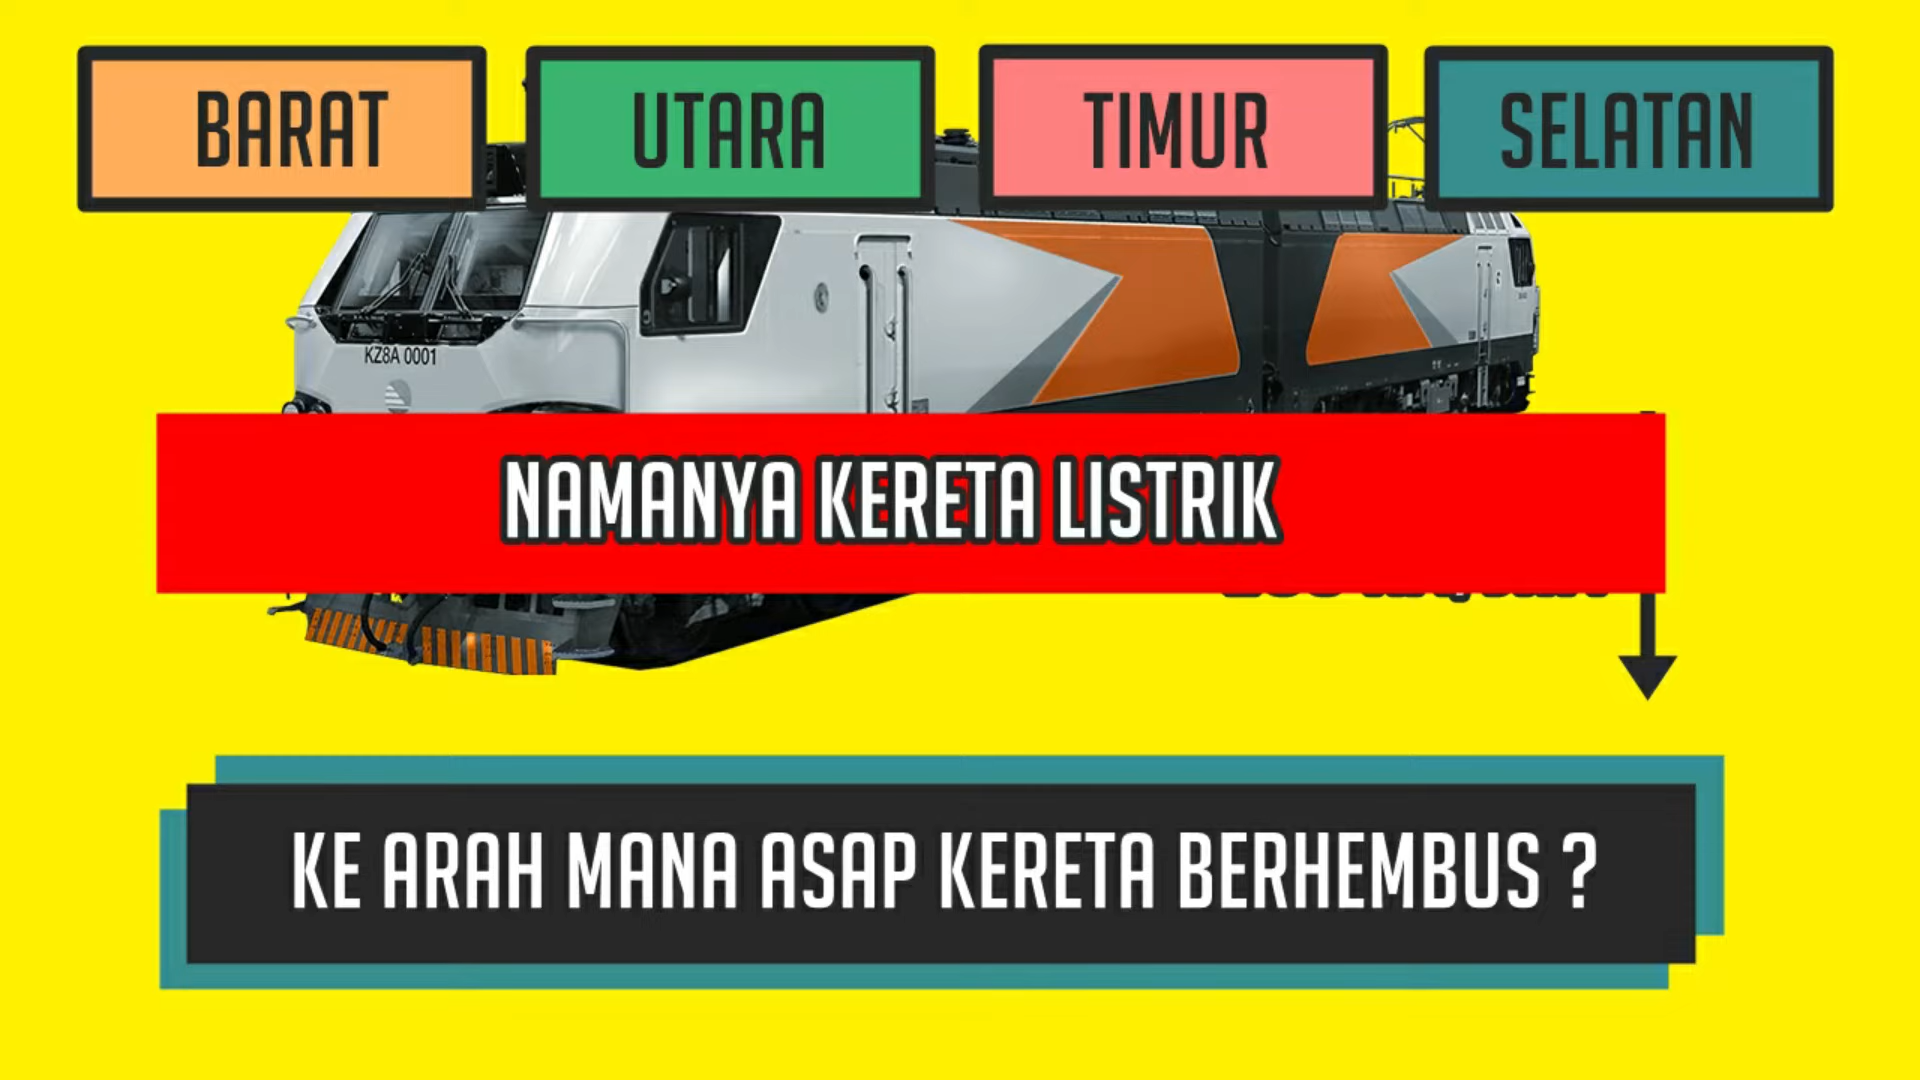 BARAT
UTARA
TIMUR
SELATAN
KZ8A 0001
NAMANYA KERETA LISTRIK
KE ARAH MANA ASAP KERETA BERHEMBUS ?